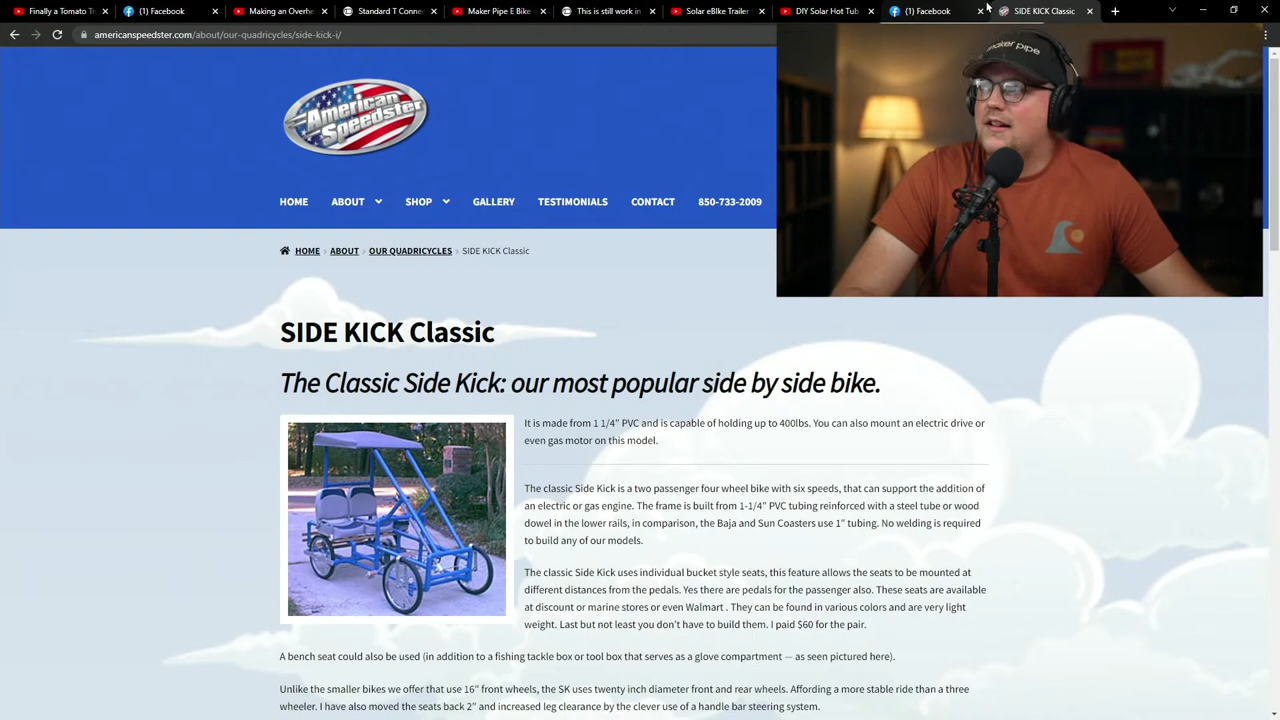 Finally a Tomato Tr
(1) Facebook
Making an Overhe
Standard T Connec
Maker Pipe E Bike
This is still work in
Solar eBIke Trailer
DIY Solar Hot Tub
(1) Facebook
SIDE KICK Classic
americanspeedster.com/about/our-quadricycles/side-kick-i/
maker pipe
American
Speedster
HOME ABOUT SHOP GALLERY TESTIMONIALS CONTACT 850-733-2009
HOME > ABOUT > OUR QUADRICYCLES > SIDE KICK Classic
SIDE KICK Classic
The Classic Side Kick: our most popular side by side bike.
It is made from 1 1/4″ PVC and is capable of holding up to 400lbs. You can also mount an electric drive or
even gas motor on this model.
The classic Side Kick is a two passenger four wheel bike with six speeds, that can support the addition of
an electric or gas engine. The frame is built from 1-1/4″ PVC tubing reinforced with a steel tube or wood
dowel in the lower rails, in comparison, the Baja and Sun Coasters use 1″ tubing. No welding is required
to build any of our models.
The classic Side Kick uses individual bucket style seats, this feature allows the seats to be mounted at
different distances from the pedals. Yes there are pedals for the passenger also. These seats are available
at discount or marine stores or even Walmart . They can be found in various colors and are very light
weight. Last but not least you don’t have to build them. I paid $60 for the pair.
A bench seat could also be used (in addition to a fishing tackle box or tool box that serves as a glove compartment — as seen pictured here).
Unlike the smaller bikes we offer that use 16″ front wheels, the SK uses twenty inch diameter front and rear wheels. Affording a more stable ride than a three
wheeler. I have also moved the seats back 2″ and increased leg clearance by the clever use of a handle bar steering system.